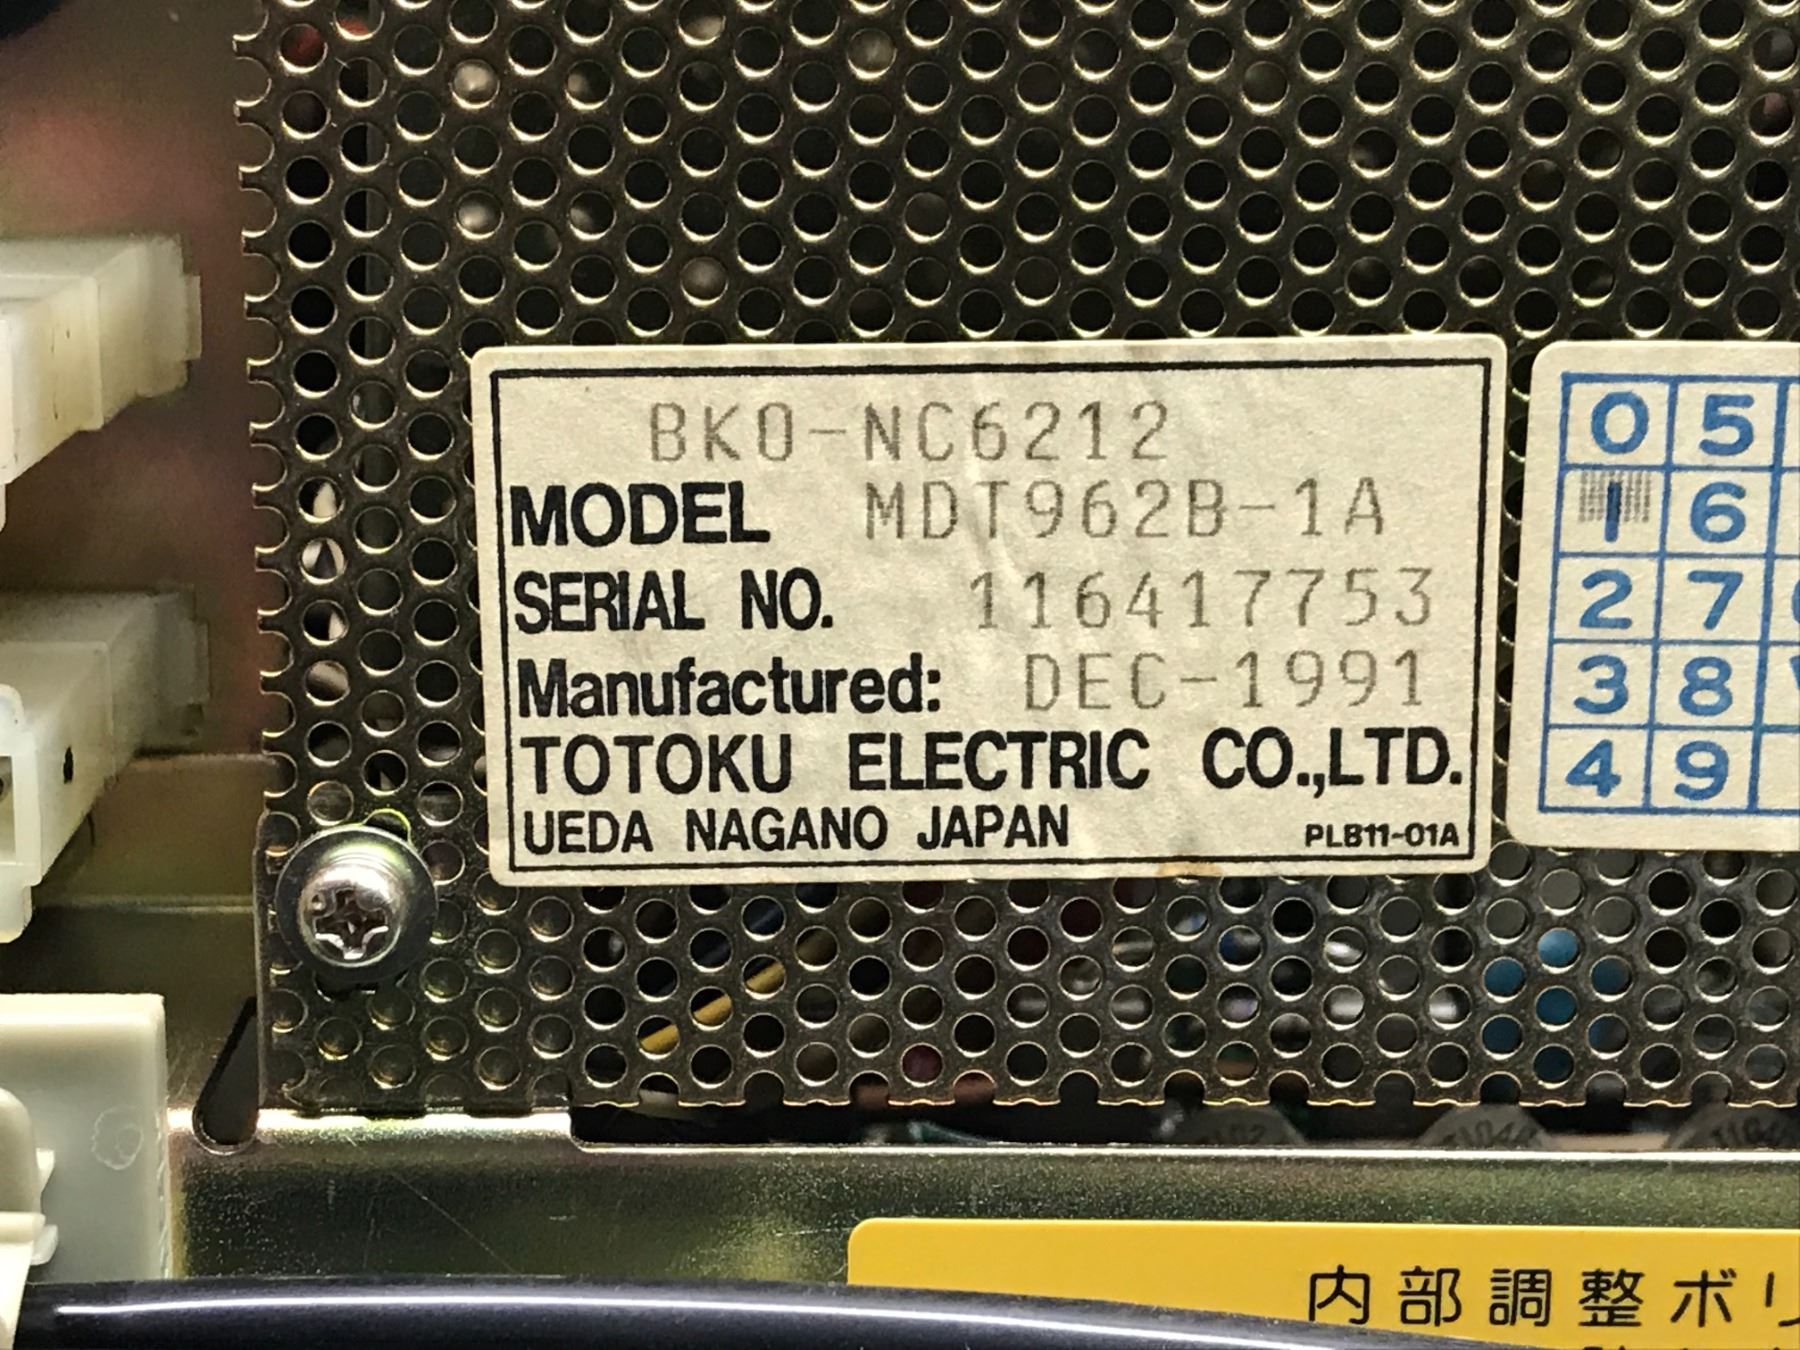 BKO-NC6212
MODEL MDT962B-1A
SERIAL NO. 116417753
Manufactured: DEC-1991
TOTOKU ELECTRIC CO.,LTD.
UEDA NAGANO JAPAN PLB11-01A
0 5
1 6
2 7
3 8
4 9
内部調整ボリ